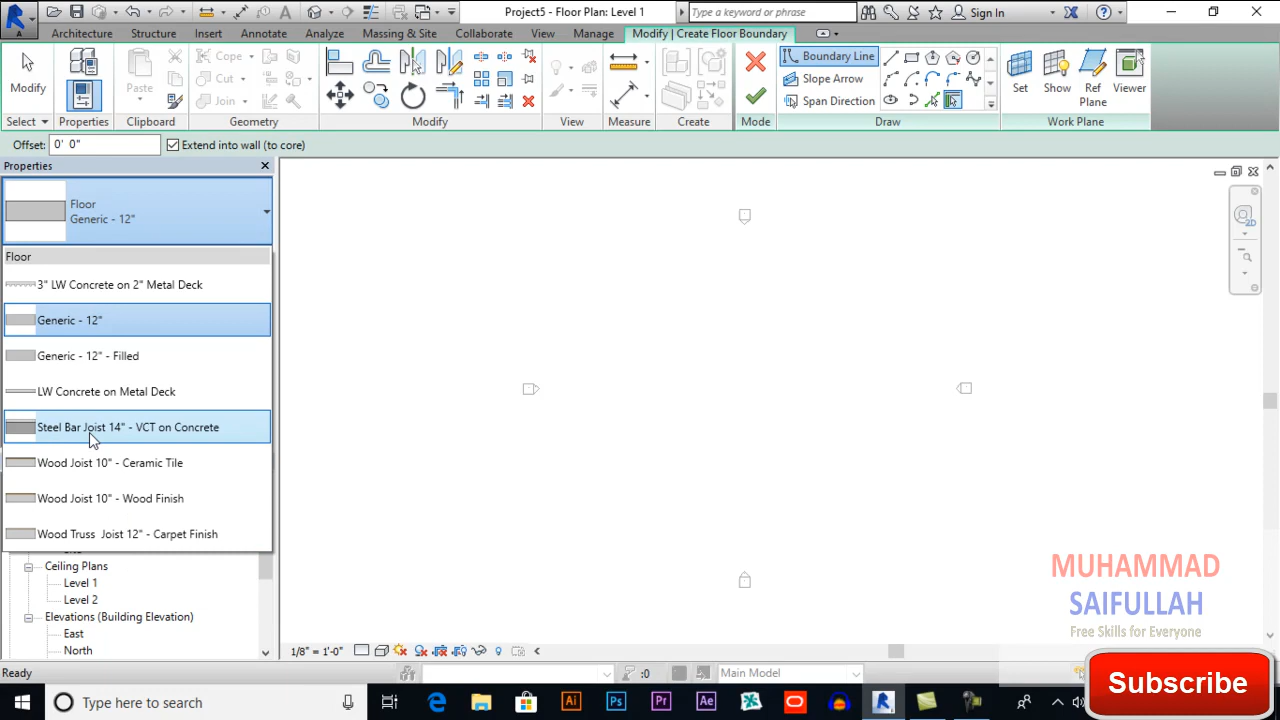 Project5 - Floor Plan: Level 1
Type a keyword or phrase
Sign In
Architecture
Structure
Insert
Annotate
Analyze
Massing & Site
Collaborate
View
Manage
Modify | Create Floor Boundary
Modify
Paste
Cope
Cut
Join
Boundary Line
Slope Arrow
Span Direction
Set
Show
Ref
Plane
Viewer
Select
Properties
Clipboard
Geometry
Modify
View
Measure
Create
Mode
Draw
Work Plane
Offset: 0' 0"
Extend into wall (to core)
Properties
Floor
Generic - 12"
Floor
3" LW Concrete on 2" Metal Deck
Generic - 12"
Generic - 12" - Filled
LW Concrete on Metal Deck
Steel Bar Joist 14" - VCT on Concrete
Wood Joist 10" - Ceramic Tile
Wood Joist 10" - Wood Finish
Wood Truss Joist 12" - Carpet Finish
Ceiling Plans
Level 1
Level 2
Elevations (Building Elevation)
East
North
2D
MUHAMMAD
SAIFULLAH
Free Skills for Everyone
1/8" = 1'-0"
Ready
:0
Main Model
Subscribe
Type here to search
Ai
Ps
Pr
Ae